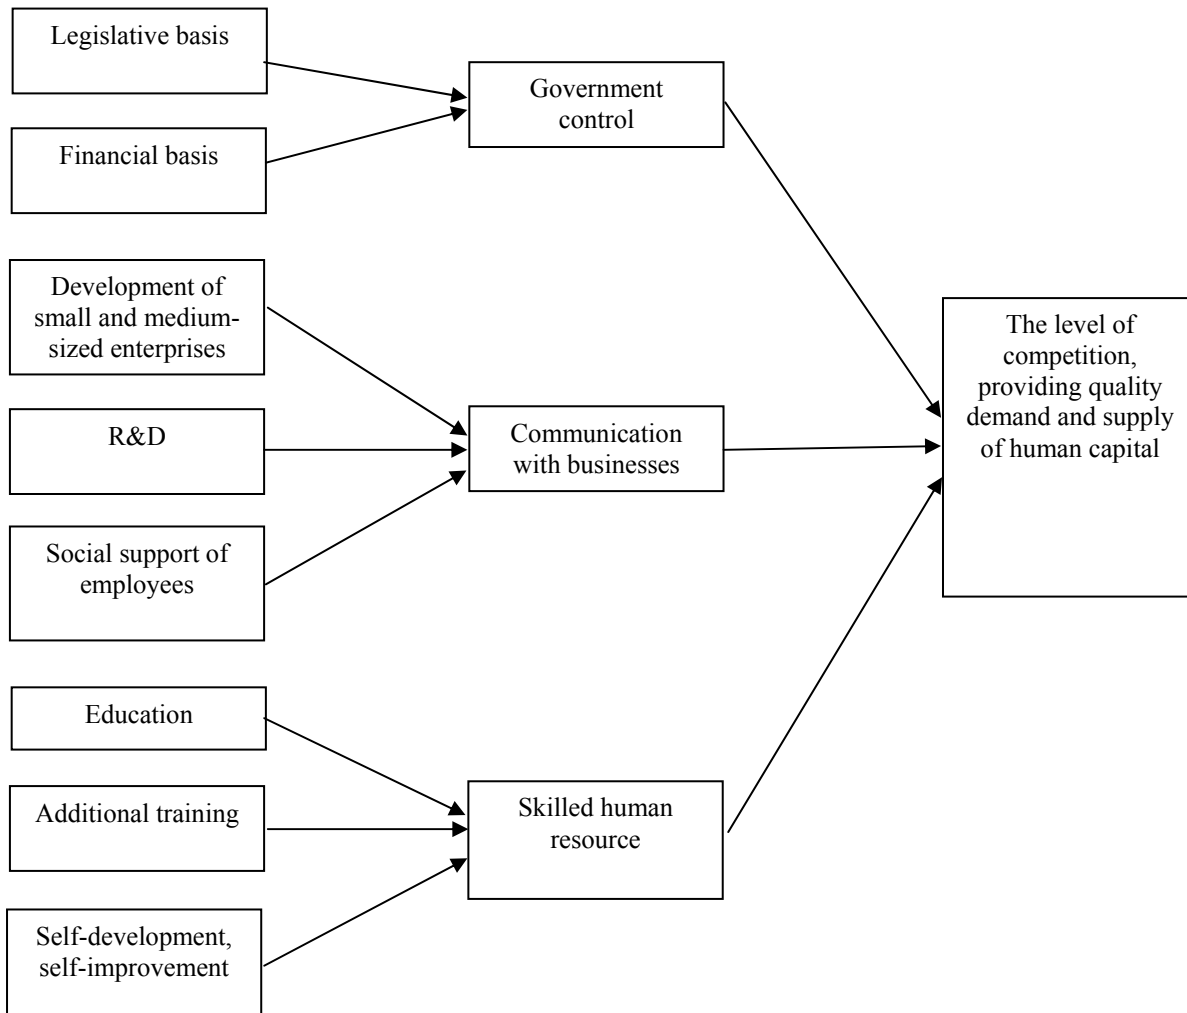 Legislative basis
Government
control
Financial basis
Development of
small and medium-
sized enterprises
R&D
Communication
with businesses
The level of
competition,
providing quality
demand and supply
of human capital
Social support of
employees
Education
Additional training
Skilled human
resource
Self-development,
self-improvement